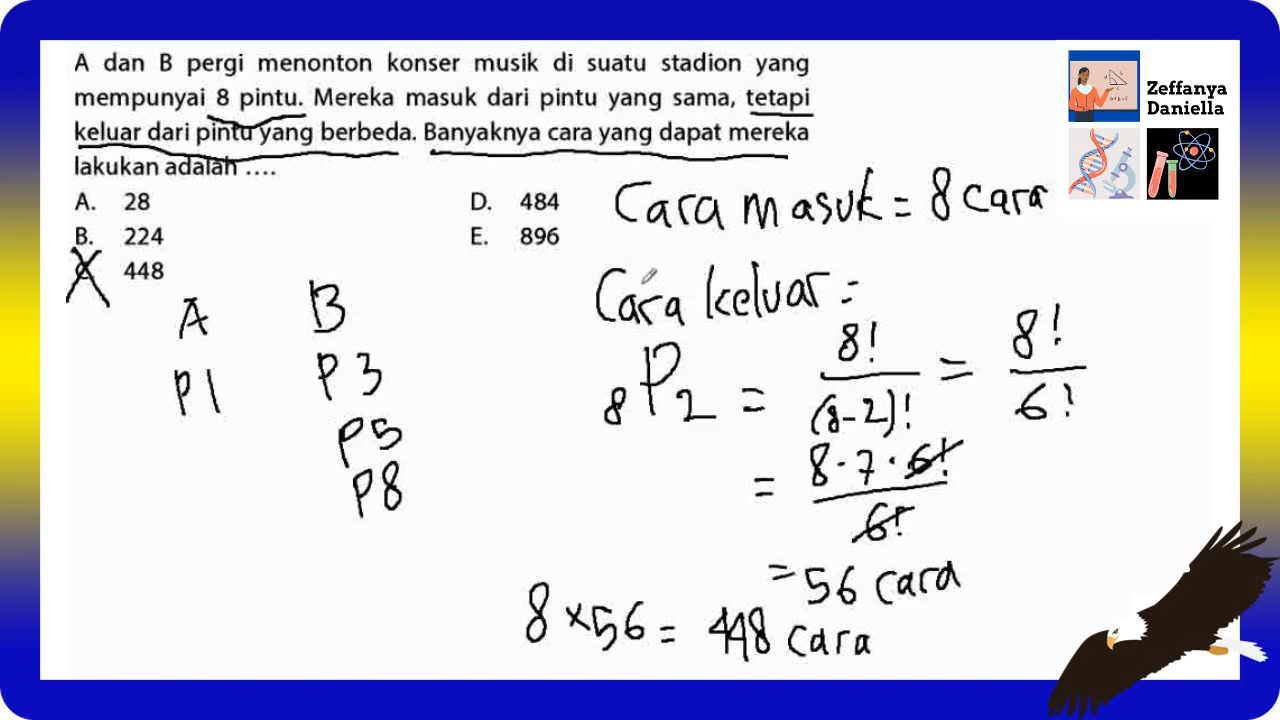 A dan B pergi menonton konser musik di suatu stadion yang
mempunyai 8 pintu. Mereka masuk dari pintu yang sama, tetapi
keluar dari pintu yang berbeda. Banyaknya cara yang dapat mereka
lakukan adalah ....
A. 28
B. 224
C. 448
D. 484
E. 896
Zeffanya
Daniella
Cara masuk = 8 cara
Cara keluar =
8P2 = 8!/(8-2)! = 8!/6!
= 8·7·6!/6!
= 56 cara
8 × 56 = 448 cara
A B
P1 P3
P5
P8